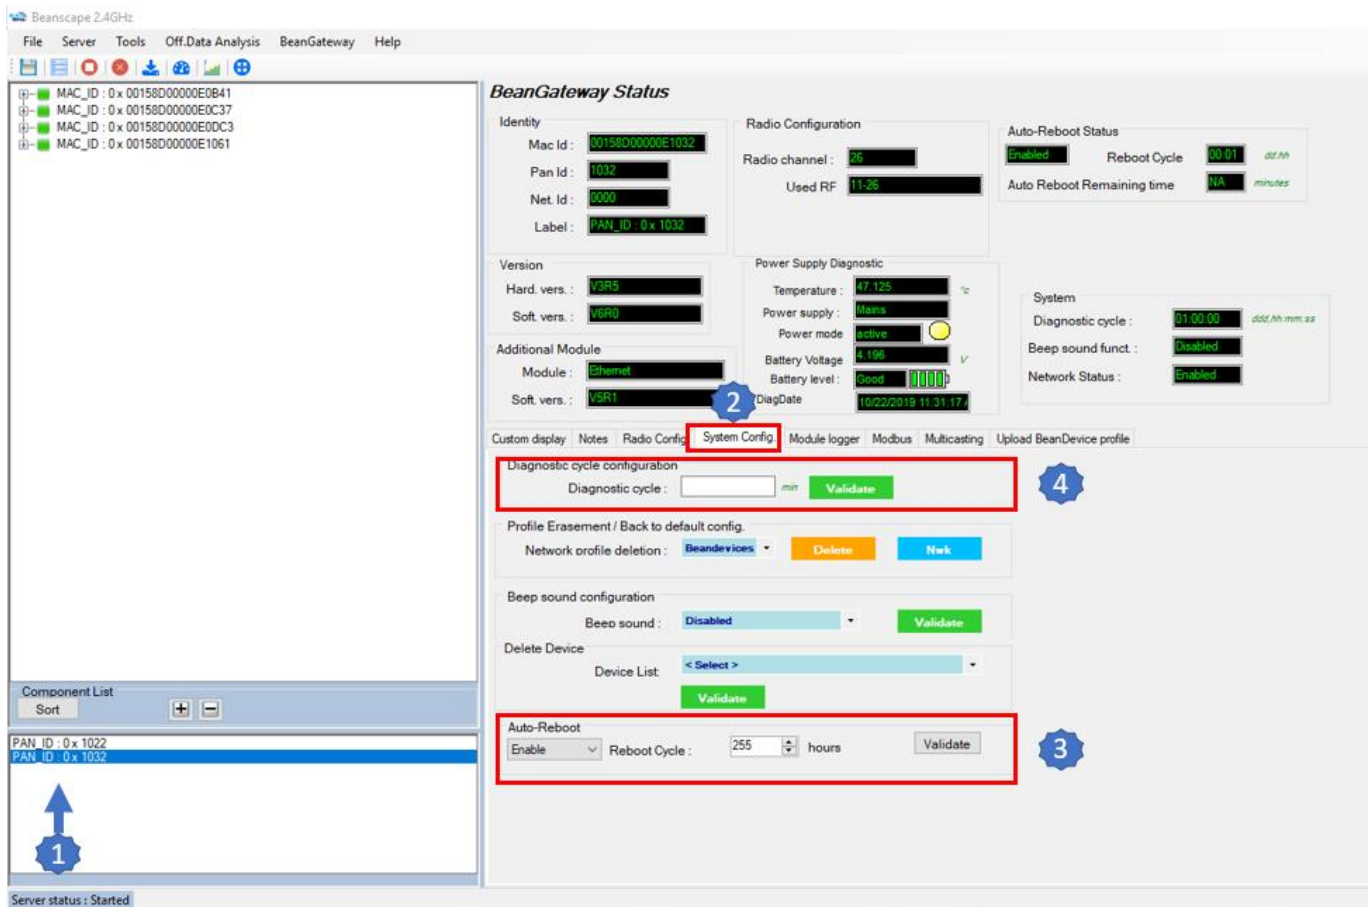 Beanscape 2.4GHz
File Server Tools Off.Data Analysis BeanGateway Help
MAC_ID : 0 x 00158D00000E0B41
MAC_ID : 0 x 00158D00000E0C37
MAC_ID : 0 x 00158D00000E0DC3
MAC_ID : 0 x 00158D00000E1061
Component List
Sort
PAN_ID : 0 x 1022
PAN_ID : 0 x 1032
1
Server status : Started
BeanGateway Status
Identity
Mac Id : 00158D00000E1032
Pan Id : 1032
Net. Id : 0000
Label : PAN_ID : 0 x 1032
Radio Configuration
Radio channel : 26
Used RF 11-26
Auto-Reboot Status
Enabled Reboot Cycle 00:01 dd:hh
Auto Reboot Remaining time NA minutes
Version
Hard. vers. : V3R5
Soft. vers. : V6R0
Power Supply Diagnostic
Temperature : 47.125 °c
Power supply : Mains
Power mode active
Battery Voltage 4.196 V
Battery level : Good
DiagDate 10/22/2019 11:31:17
System
Diagnostic cycle : 01:00:00 ddd,hh:mm:ss
Beep sound funct. : Disabled
Network Status : Enabled
Additional Module
Module : Ethernet
Soft. vers. : V5R1
2
Custom display Notes Radio Config System Config. Module logger Modbus Multicasting Upload BeanDevice profile
Diagnostic cycle configuration
Diagnostic cycle : min Validate
4
Profile Erasement / Back to default config.
Network profile deletion : Beandevices Delete Nwk
Beep sound configuration
Beep sound : Disabled Validate
Delete Device
Device List: < Select >
Validate
Auto-Reboot
Enable Reboot Cycle : 255 hours Validate
3